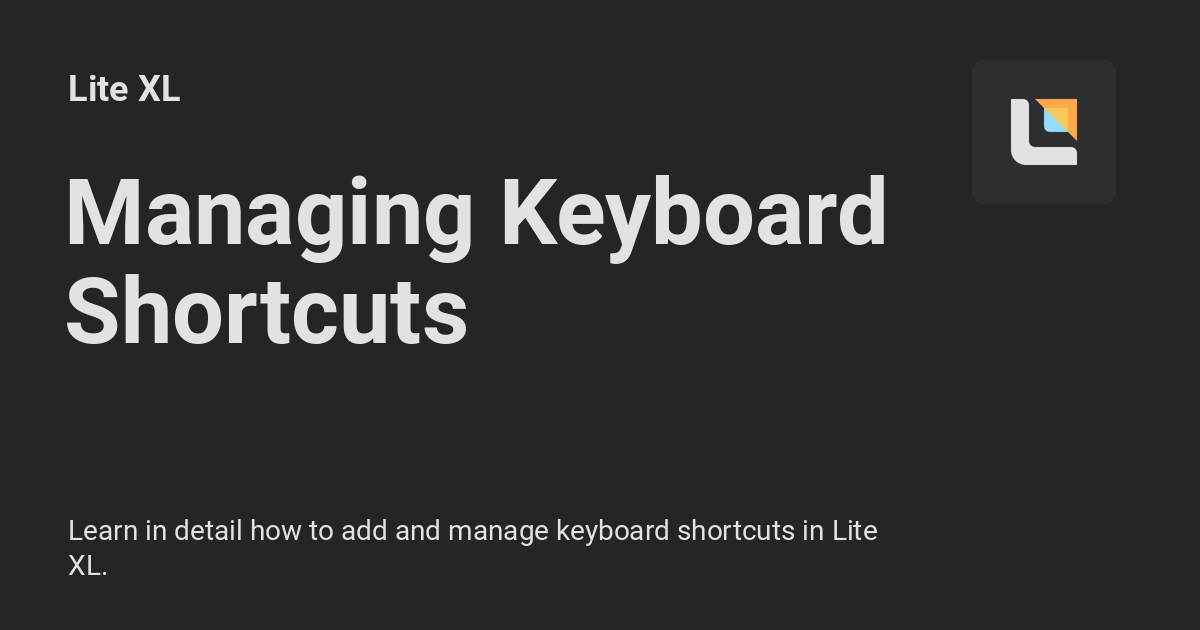 Lite XL
Managing Keyboard
Shortcuts
Learn in detail how to add and manage keyboard shortcuts in Lite
XL.